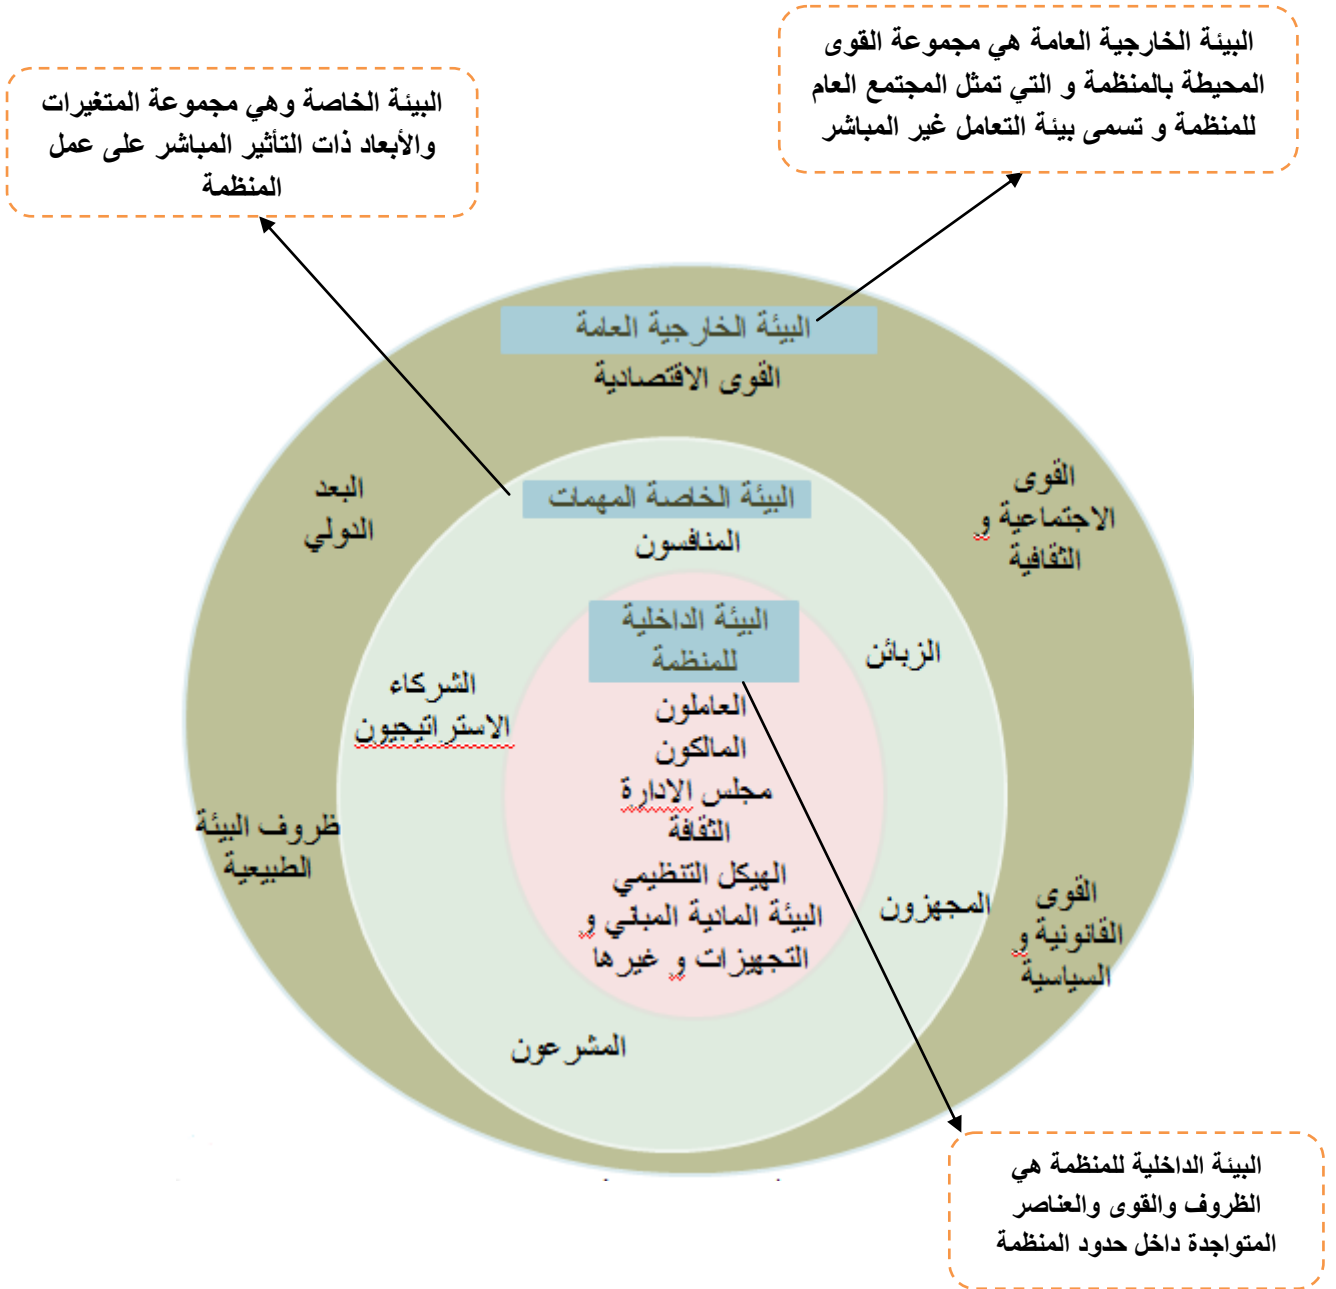 البيئة الخارجية العامة هي مجموعة القوى
المحيطة بالمنظمة و التي تمثل المجتمع العام
للمنظمة و تسمى بيئة التعامل غير المباشر
البيئة الخاصة وهي مجموعة المتغيرات
والأبعاد ذات التأثير المباشر على عمل
المنظمة
البيئة الخارجية العامة
القوى الاقتصادية
القوى
الاجتماعية و
الثقافية
البعد
الدولي
البيئة الخاصة المهمات
المنافسون
البيئة الداخلية
للمنظمة
الزبائن
الشركاء
الاستراتيجيون
العاملون
المالكون
مجلس الادارة
الثقافة
الهيكل التنظيمي
البيئة المادية المباني و
التجهيزات و غيرها
ظروف البيئة
الطبيعية
المجهزون
القوى
القانونية و
السياسية
المشرعون
البيئة الداخلية للمنظمة هي
الظروف والقوى والعناصر
المتواجدة داخل حدود المنظمة